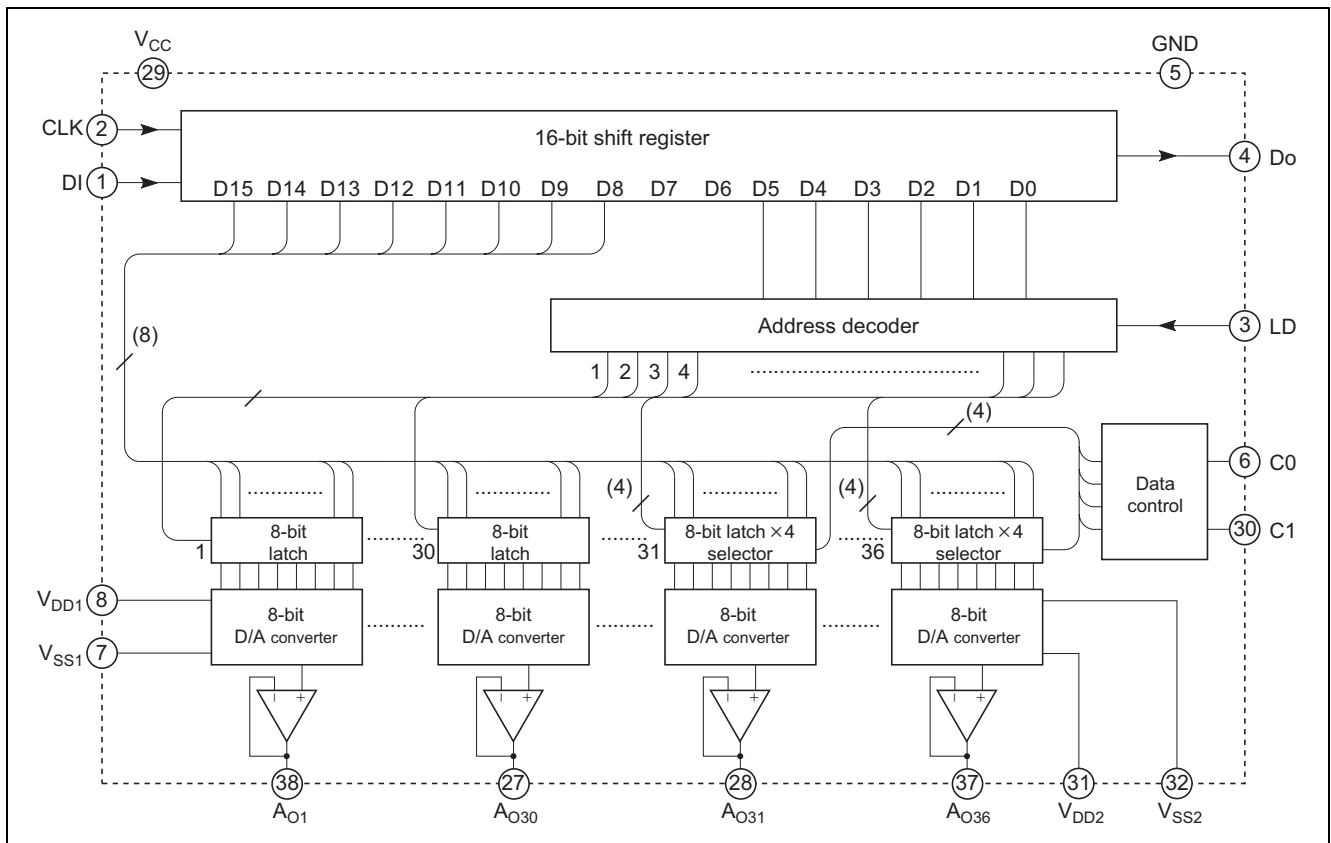 VCC
29
GND
5
CLK 2
16-bit shift register
4 Do
DI 1
D15 D14 D13 D12 D11 D10 D9 D8 D7 D6 D5 D4 D3 D2 D1 D0
Address decoder
3 LD
(8)
1 2 3 4
(4)
(4) (4)
Data
control
6 C0
30 C1
1
8-bit
latch
30
8-bit
latch
31
8-bit latch ×4
selector
36
8-bit latch ×4
selector
VDD1 8
VSS1 7
8-bit
D/A converter
8-bit
D/A converter
8-bit
D/A converter
8-bit
D/A converter
− +
− +
− +
− +
38 27 28 37 31 32
AO1 AO30 AO31 AO36 VDD2 VSS2